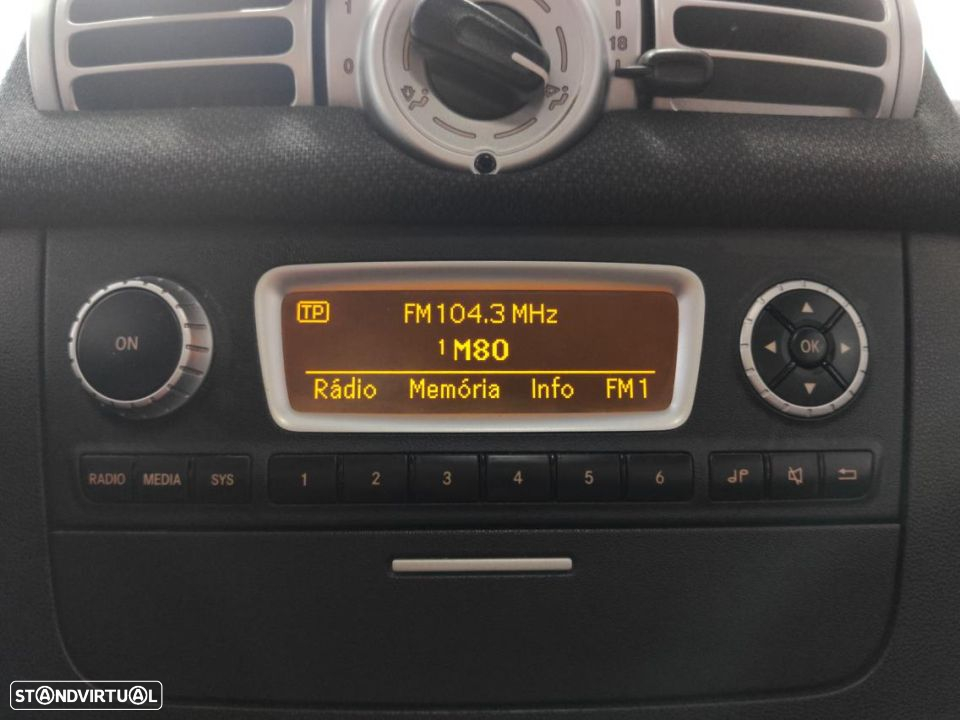 1
0
18
TP FM104.3 MHz
1 M80
Rádio Memória Info FM1
ON
OK
RADIO MEDIA SYS 1 2 3 4 5 6
STANDVIRTUAL